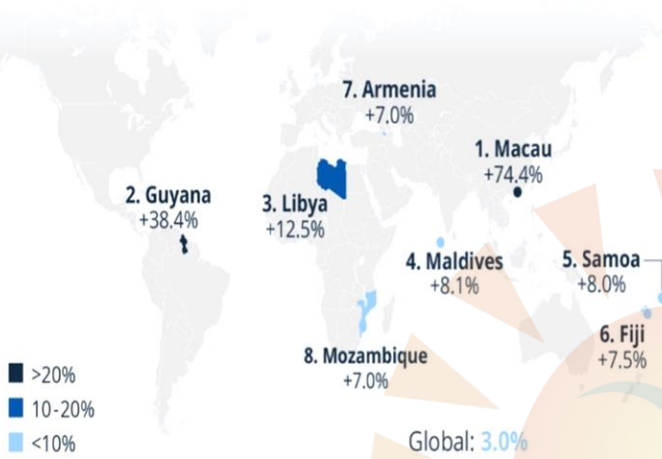 7. Armenia
+7.0%
1. Macau
+74.4%
2. Guyana
+38.4%
3. Libya
+12.5%
4. Maldives
+8.1%
5. Samoa
+8.0%
6. Fiji
+7.5%
8. Mozambique
+7.0%
>20%
10-20%
<10%
Global: 3.0%